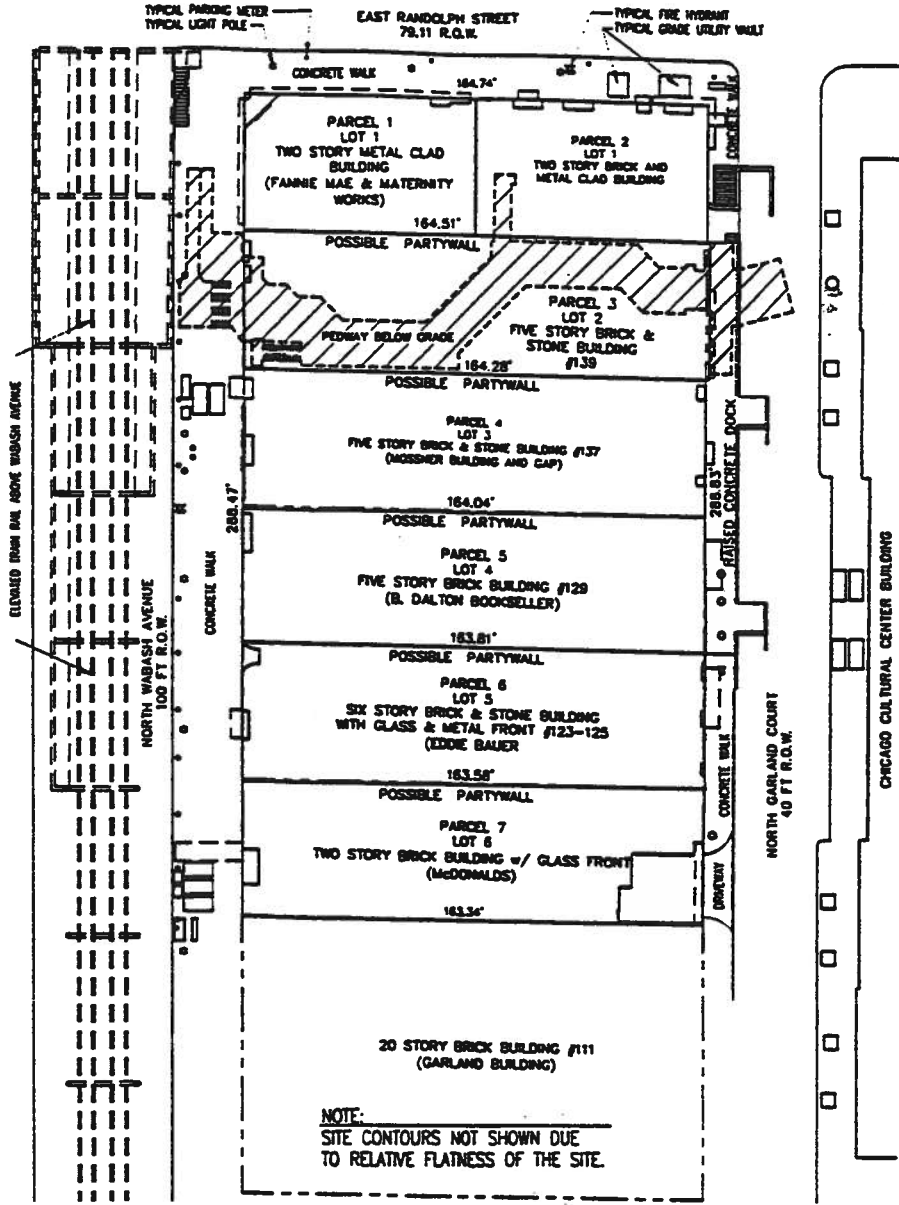 TYPICAL PARKING METER
TYPICAL LIGHT POLE
EAST RANDOLPH STREET
79.11 R.O.W.
TYPICAL FIRE HYDRANT
TYPICAL GRADE UTILITY VAULT
CONCRETE WALK
164.74"
CONCRETE WALK
PARCEL 1
LOT 1
TWO STORY METAL CLAD
BUILDING
(FANNIE MAE & MATERNITY
WORKS)
PARCEL 2
LOT 1
TWO STORY BRICK AND
METAL CLAD BUILDING
164.51"
POSSIBLE PARTYWALL
PEDWAY BELOW GRADE
PARCEL 3
LOT 2
FIVE STORY BRICK &
STONE BUILDING
#139
164.28"
POSSIBLE PARTYWALL
PARCEL 4
LOT 3
FIVE STORY BRICK & STONE BUILDING #137
(MOSSNER BUILDING AND GAP)
164.04"
POSSIBLE PARTYWALL
PARCEL 5
LOT 4
FIVE STORY BRICK BUILDING #129
(B. DALTON BOOKSELLER)
163.81"
POSSIBLE PARTYWALL
PARCEL 6
LOT 5
SIX STORY BRICK & STONE BUILDING
WITH GLASS & METAL FRONT #123-125
(EDDIE BAUER
163.58"
POSSIBLE PARTYWALL
PARCEL 7
LOT 6
TWO STORY BRICK BUILDING w/ GLASS FRONT
(McDONALDS)
163.34"
20 STORY BRICK BUILDING #111
(GARLAND BUILDING)
NOTE:
SITE CONTOURS NOT SHOWN DUE
TO RELATIVE FLATNESS OF THE SITE.
ELEVATED TRAIN RAIL ABOVE WABASH AVENUE
NORTH WABASH AVENUE
100 FT R.O.W.
CONCRETE WALK
288.47"
288.83"
RAISED CONCRETE DOCK
CONCRETE WALK
DRIVEWAY
NORTH GARLAND COURT
40 FT R.O.W.
CHICAGO CULTURAL CENTER BUILDING